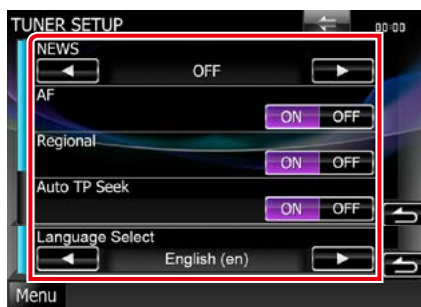 TUNER SETUP 00:00
NEWS
OFF
AF
ON OFF
Regional
ON OFF
Auto TP Seek
ON OFF
Language Select
English (en)
Menu